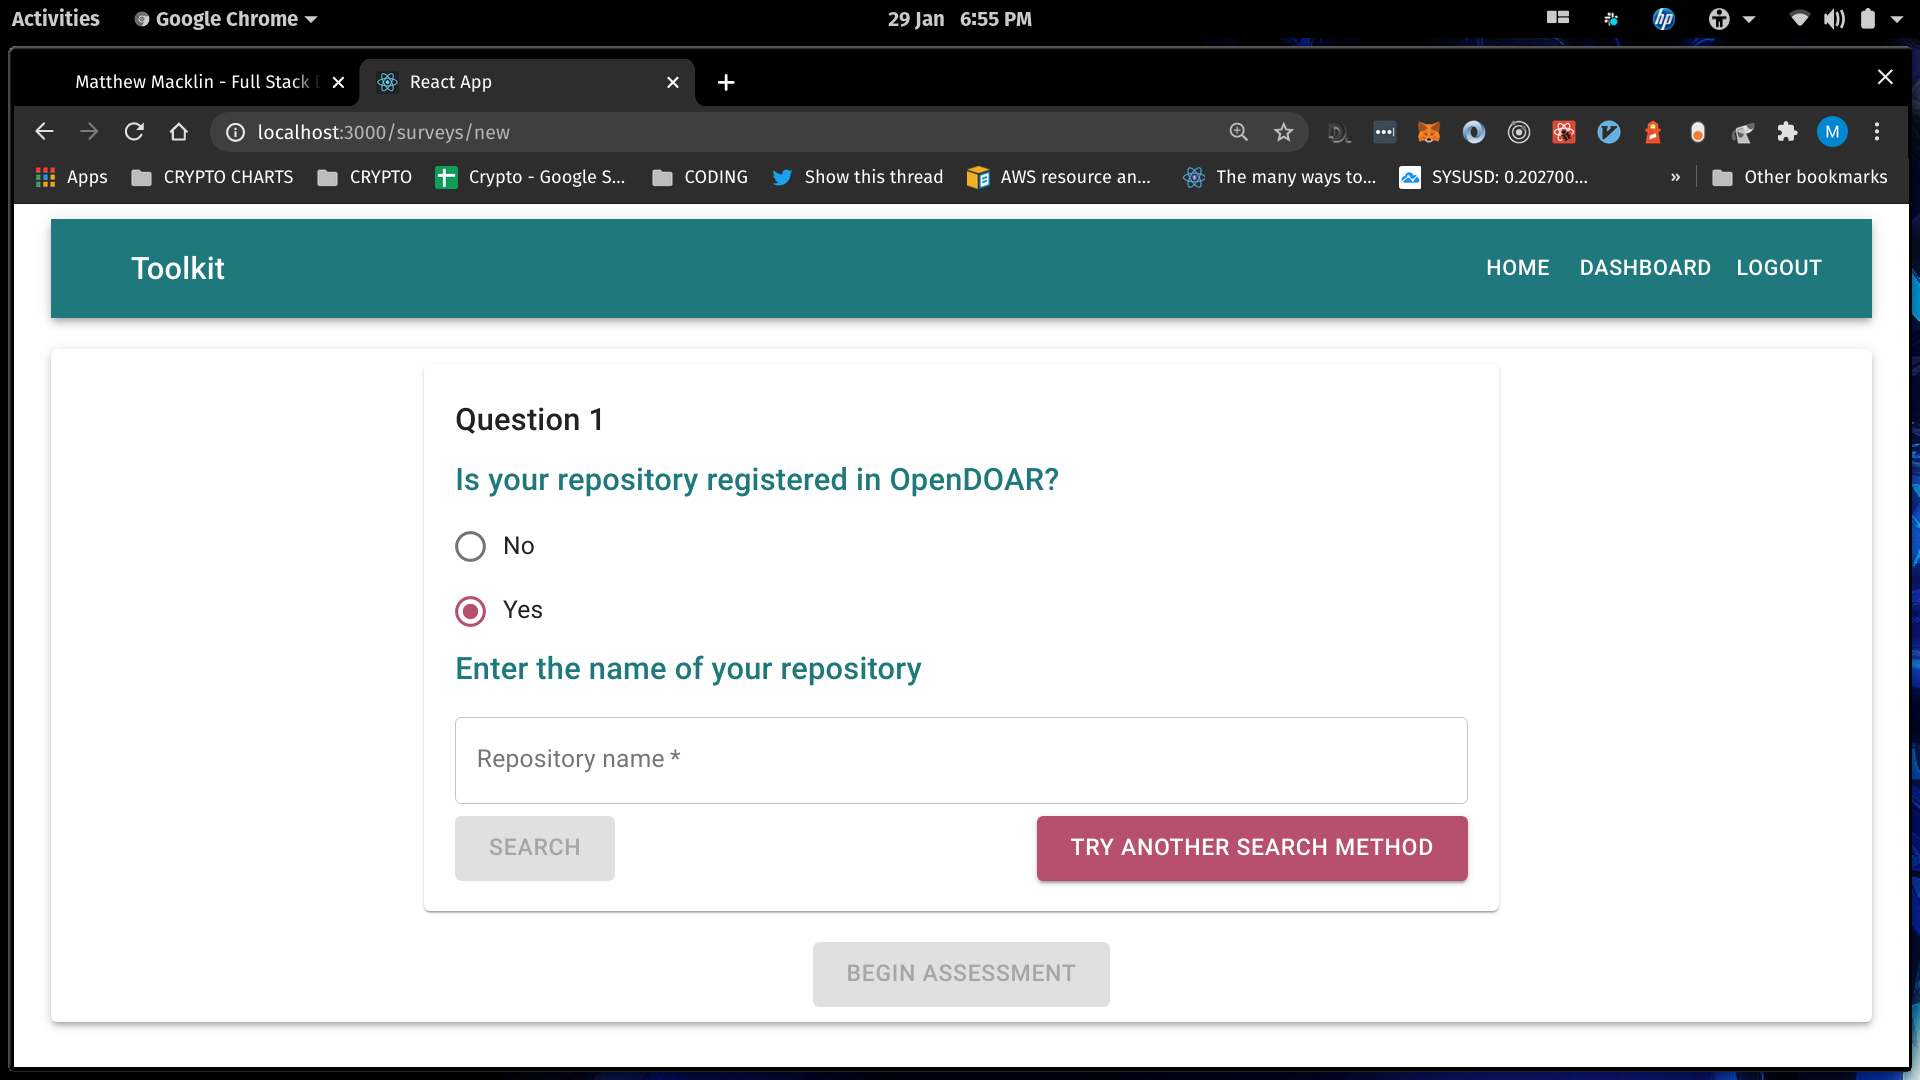 Activities Google Chrome 29 Jan 6:55 PM hp
Matthew Macklin - Full Stack React App
localhost:3000/surveys/new M
Apps CRYPTO CHARTS CRYPTO Crypto - Google S... CODING Show this thread AWS resource an... The many ways to... SYSUSD: 0.202700... » Other bookmarks
Toolkit HOME DASHBOARD LOGOUT
Question 1
Is your repository registered in OpenDOAR?
No
Yes
Enter the name of your repository
Repository name *
SEARCH TRY ANOTHER SEARCH METHOD
BEGIN ASSESSMENT